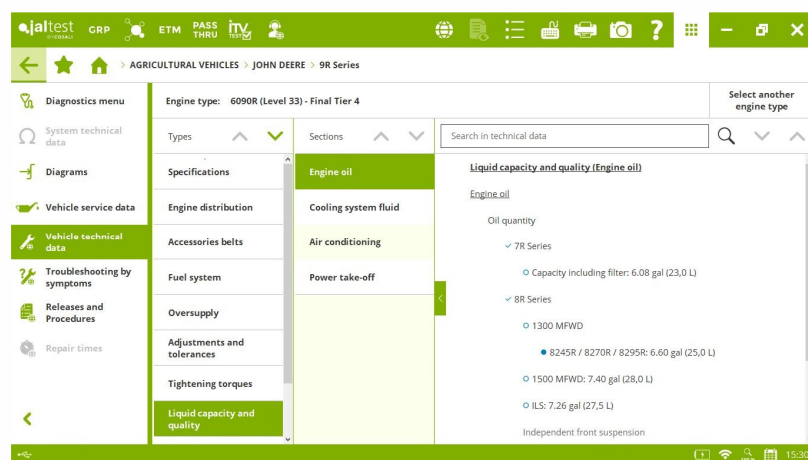 jaltest GRP ETM PASS THRU ITV TEST ?
BY COJALI
> AGRICULTURAL VEHICLES > JOHN DEERE > 9R Series
Diagnostics menu
System technical data
Diagrams
Vehicle service data
Vehicle technical data
Troubleshooting by symptoms
Releases and Procedures
Repair times
Engine type: 6090R (Level 33) - Final Tier 4
Select another engine type
Types
Specifications
Engine distribution
Accessories belts
Fuel system
Oversupply
Adjustments and tolerances
Tightening torques
Liquid capacity and quality
Sections
Engine oil
Cooling system fluid
Air conditioning
Power take-off
Search in technical data
Liquid capacity and quality (Engine oil)
Engine oil
Oil quantity
7R Series
Capacity including filter: 6.08 gal (23,0 L)
8R Series
1300 MFWD
8245R / 8270R / 8295R: 6.60 gal (25,0 L)
1500 MFWD: 7.40 gal (28,0 L)
ILS: 7.26 gal (27,5 L)
Independent front suspension
15:30